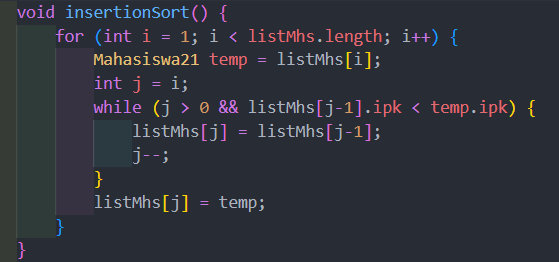 void insertionSort() {
    for (int i = 1; i < listMhs.length; i++) {
        Mahasiswa21 temp = listMhs[i];
        int j = i;
        while (j > 0 && listMhs[j-1].ipk < temp.ipk) {
            listMhs[j] = listMhs[j-1];
            j--;
        }
        listMhs[j] = temp;
    }
}